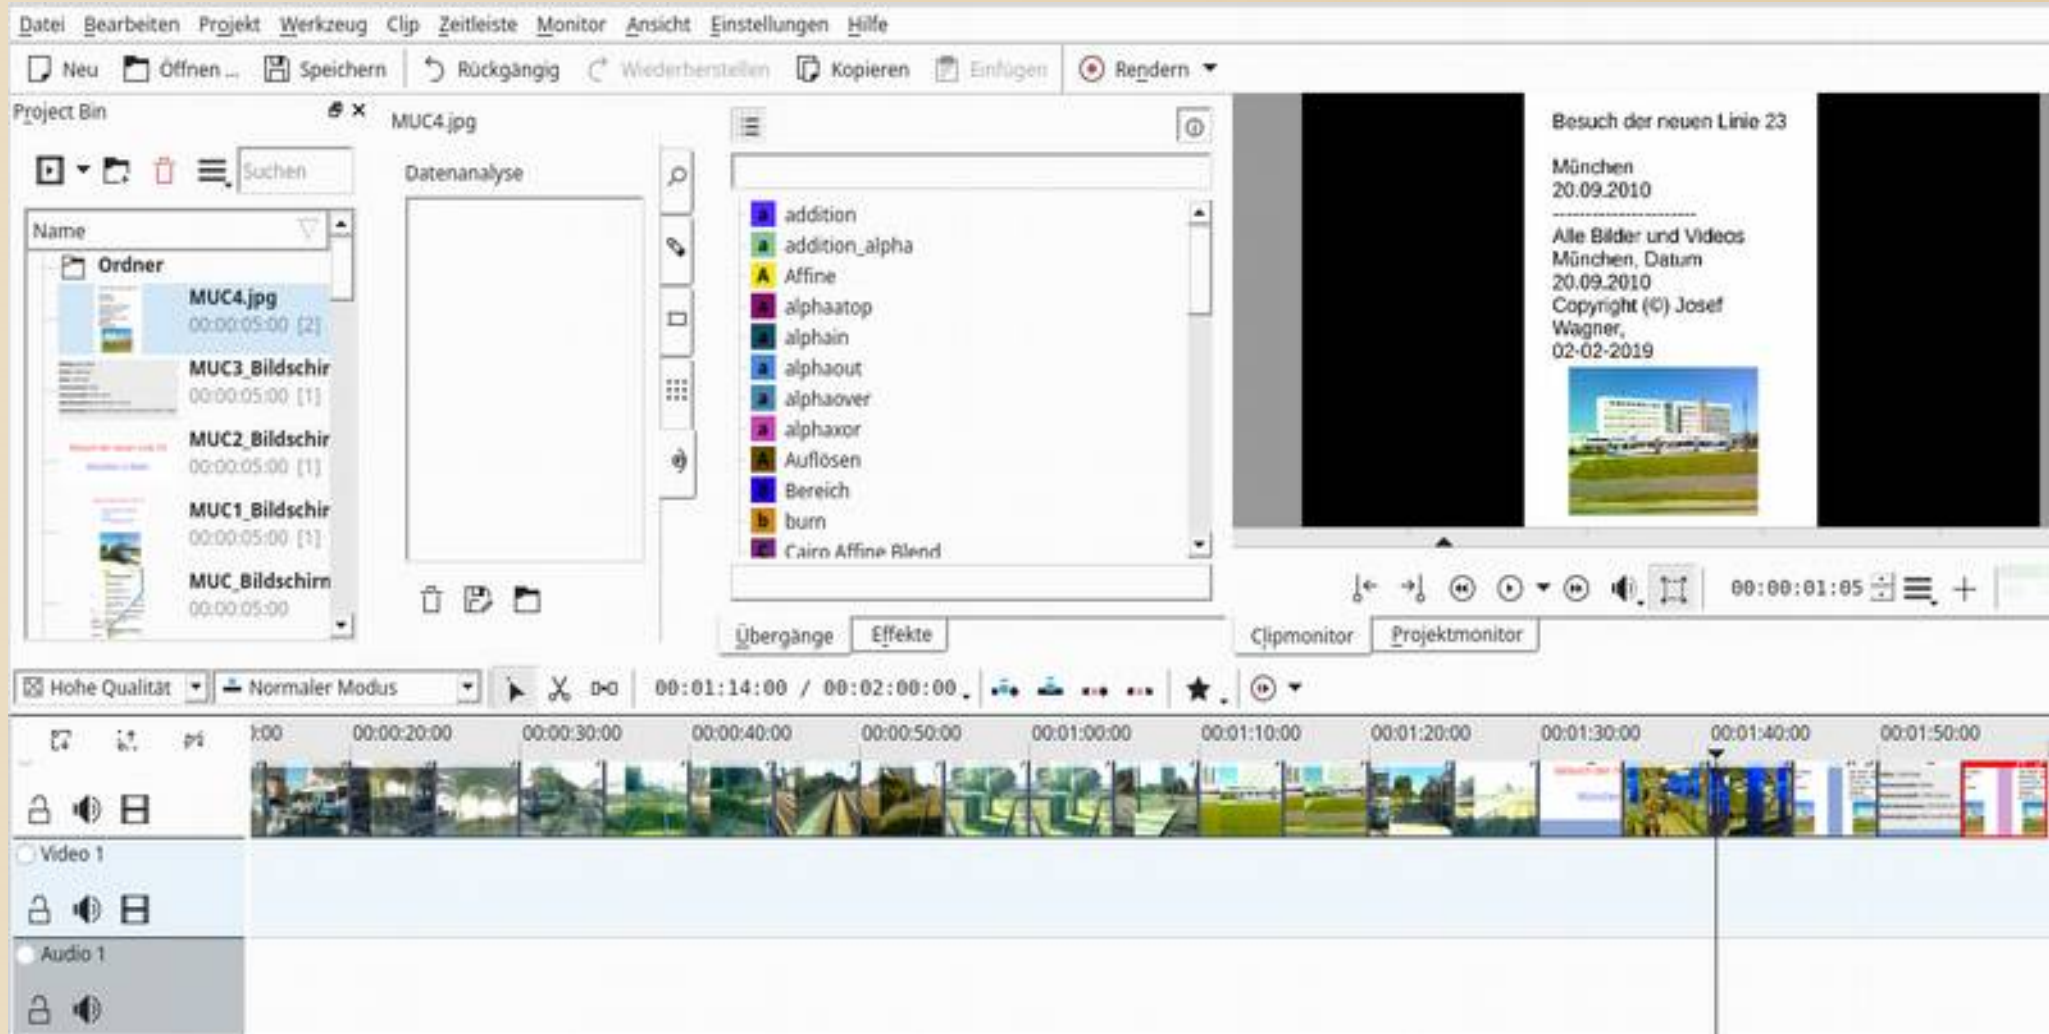 Datei Bearbeiten Projekt Werkzeug Clip Zeitleiste Monitor Ansicht Einstellungen Hilfe
Neu Öffnen ... Speichern Rückgängig Wiederherstellen Kopieren Einfügen Rendern
Project Bin
Suchen
Name
Ordner
MUC4.jpg
00:00:05:00 [2]
MUC3_Bildschir
00:00:05:00 [1]
MUC2_Bildschir
00:00:05:00 [1]
MUC1_Bildschir
00:00:05:00 [1]
MUC_Bildschirn
00:00:05:00
MUC4.jpg
Datenanalyse
a addition
a addition_alpha
A Affine
alphaatop
a alphain
a alphaout
a alphaover
a alphaxor
A Auflösen
Bereich
b burn
C Cairo Affine Blend
Übergänge Effekte
Besuch der neuen Linie 23
München
20.09.2010
-----------------------
Alle Bilder und Videos
München, Datum
20.09.2010
Copyright (©) Josef
Wagner,
02-02-2019
00:00:01:05
Clipmonitor Projektmonitor
Hohe Qualität Normaler Modus 00:01:14:00 / 00:02:00:00
:00 00:00:20:00 00:00:30:00 00:00:40:00 00:00:50:00 00:01:00:00 00:01:10:00 00:01:20:00 00:01:30:00 00:01:40:00 00:01:50:00
Video 1
Audio 1